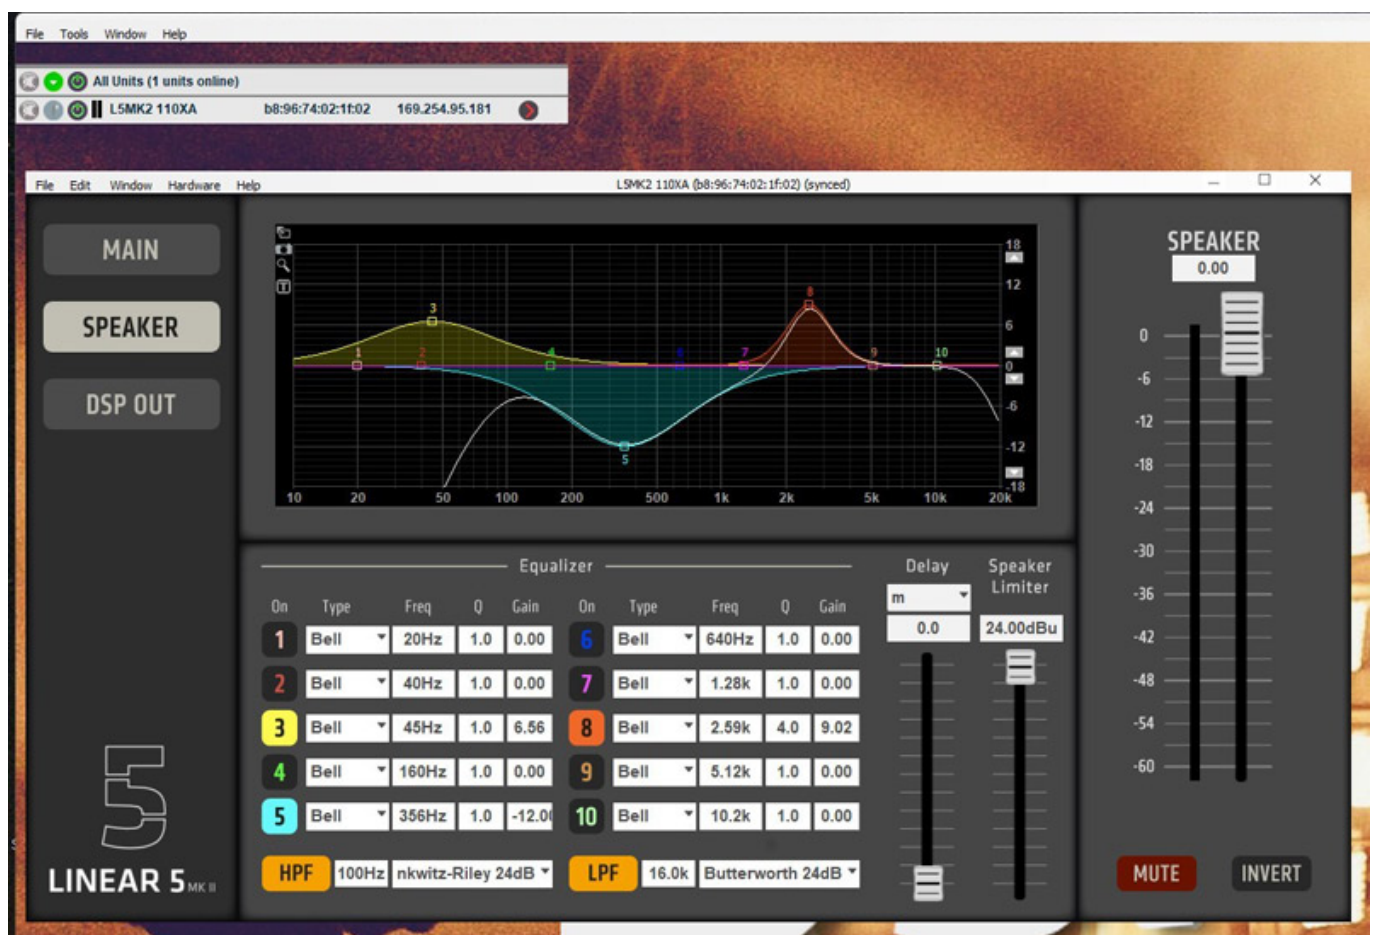 File Tools Window Help
All Units (1 units online)
L5MK2 110XA b8:96:74:02:1f:02 169.254.95.181
File Edit Window Hardware Help L5MK2 110XA (b8:96:74:02:1f:02) (synced)
MAIN
SPEAKER
DSP OUT
5
LINEAR 5 MK II
T
18
12
6
0
-6
-12
-18
1 2 3 4 5 6 7 8 9 10
10 20 50 100 200 500 1k 2k 5k 10k 20k
Equalizer
On Type Freq Q Gain On Type Freq Q Gain
1 Bell 20Hz 1.0 0.00 6 Bell 640Hz 1.0 0.00
2 Bell 40Hz 1.0 0.00 7 Bell 1.28k 1.0 0.00
3 Bell 45Hz 1.0 6.56 8 Bell 2.59k 4.0 9.02
4 Bell 160Hz 1.0 0.00 9 Bell 5.12k 1.0 0.00
5 Bell 356Hz 1.0 -12.00 10 Bell 10.2k 1.0 0.00
HPF 100Hz nkwitz-Riley 24dB LPF 16.0k Butterworth 24dB
Delay
m
0.0
Speaker
Limiter
24.00dBu
SPEAKER
0.00
0
-6
-12
-18
-24
-30
-36
-42
-48
-54
-60
MUTE INVERT